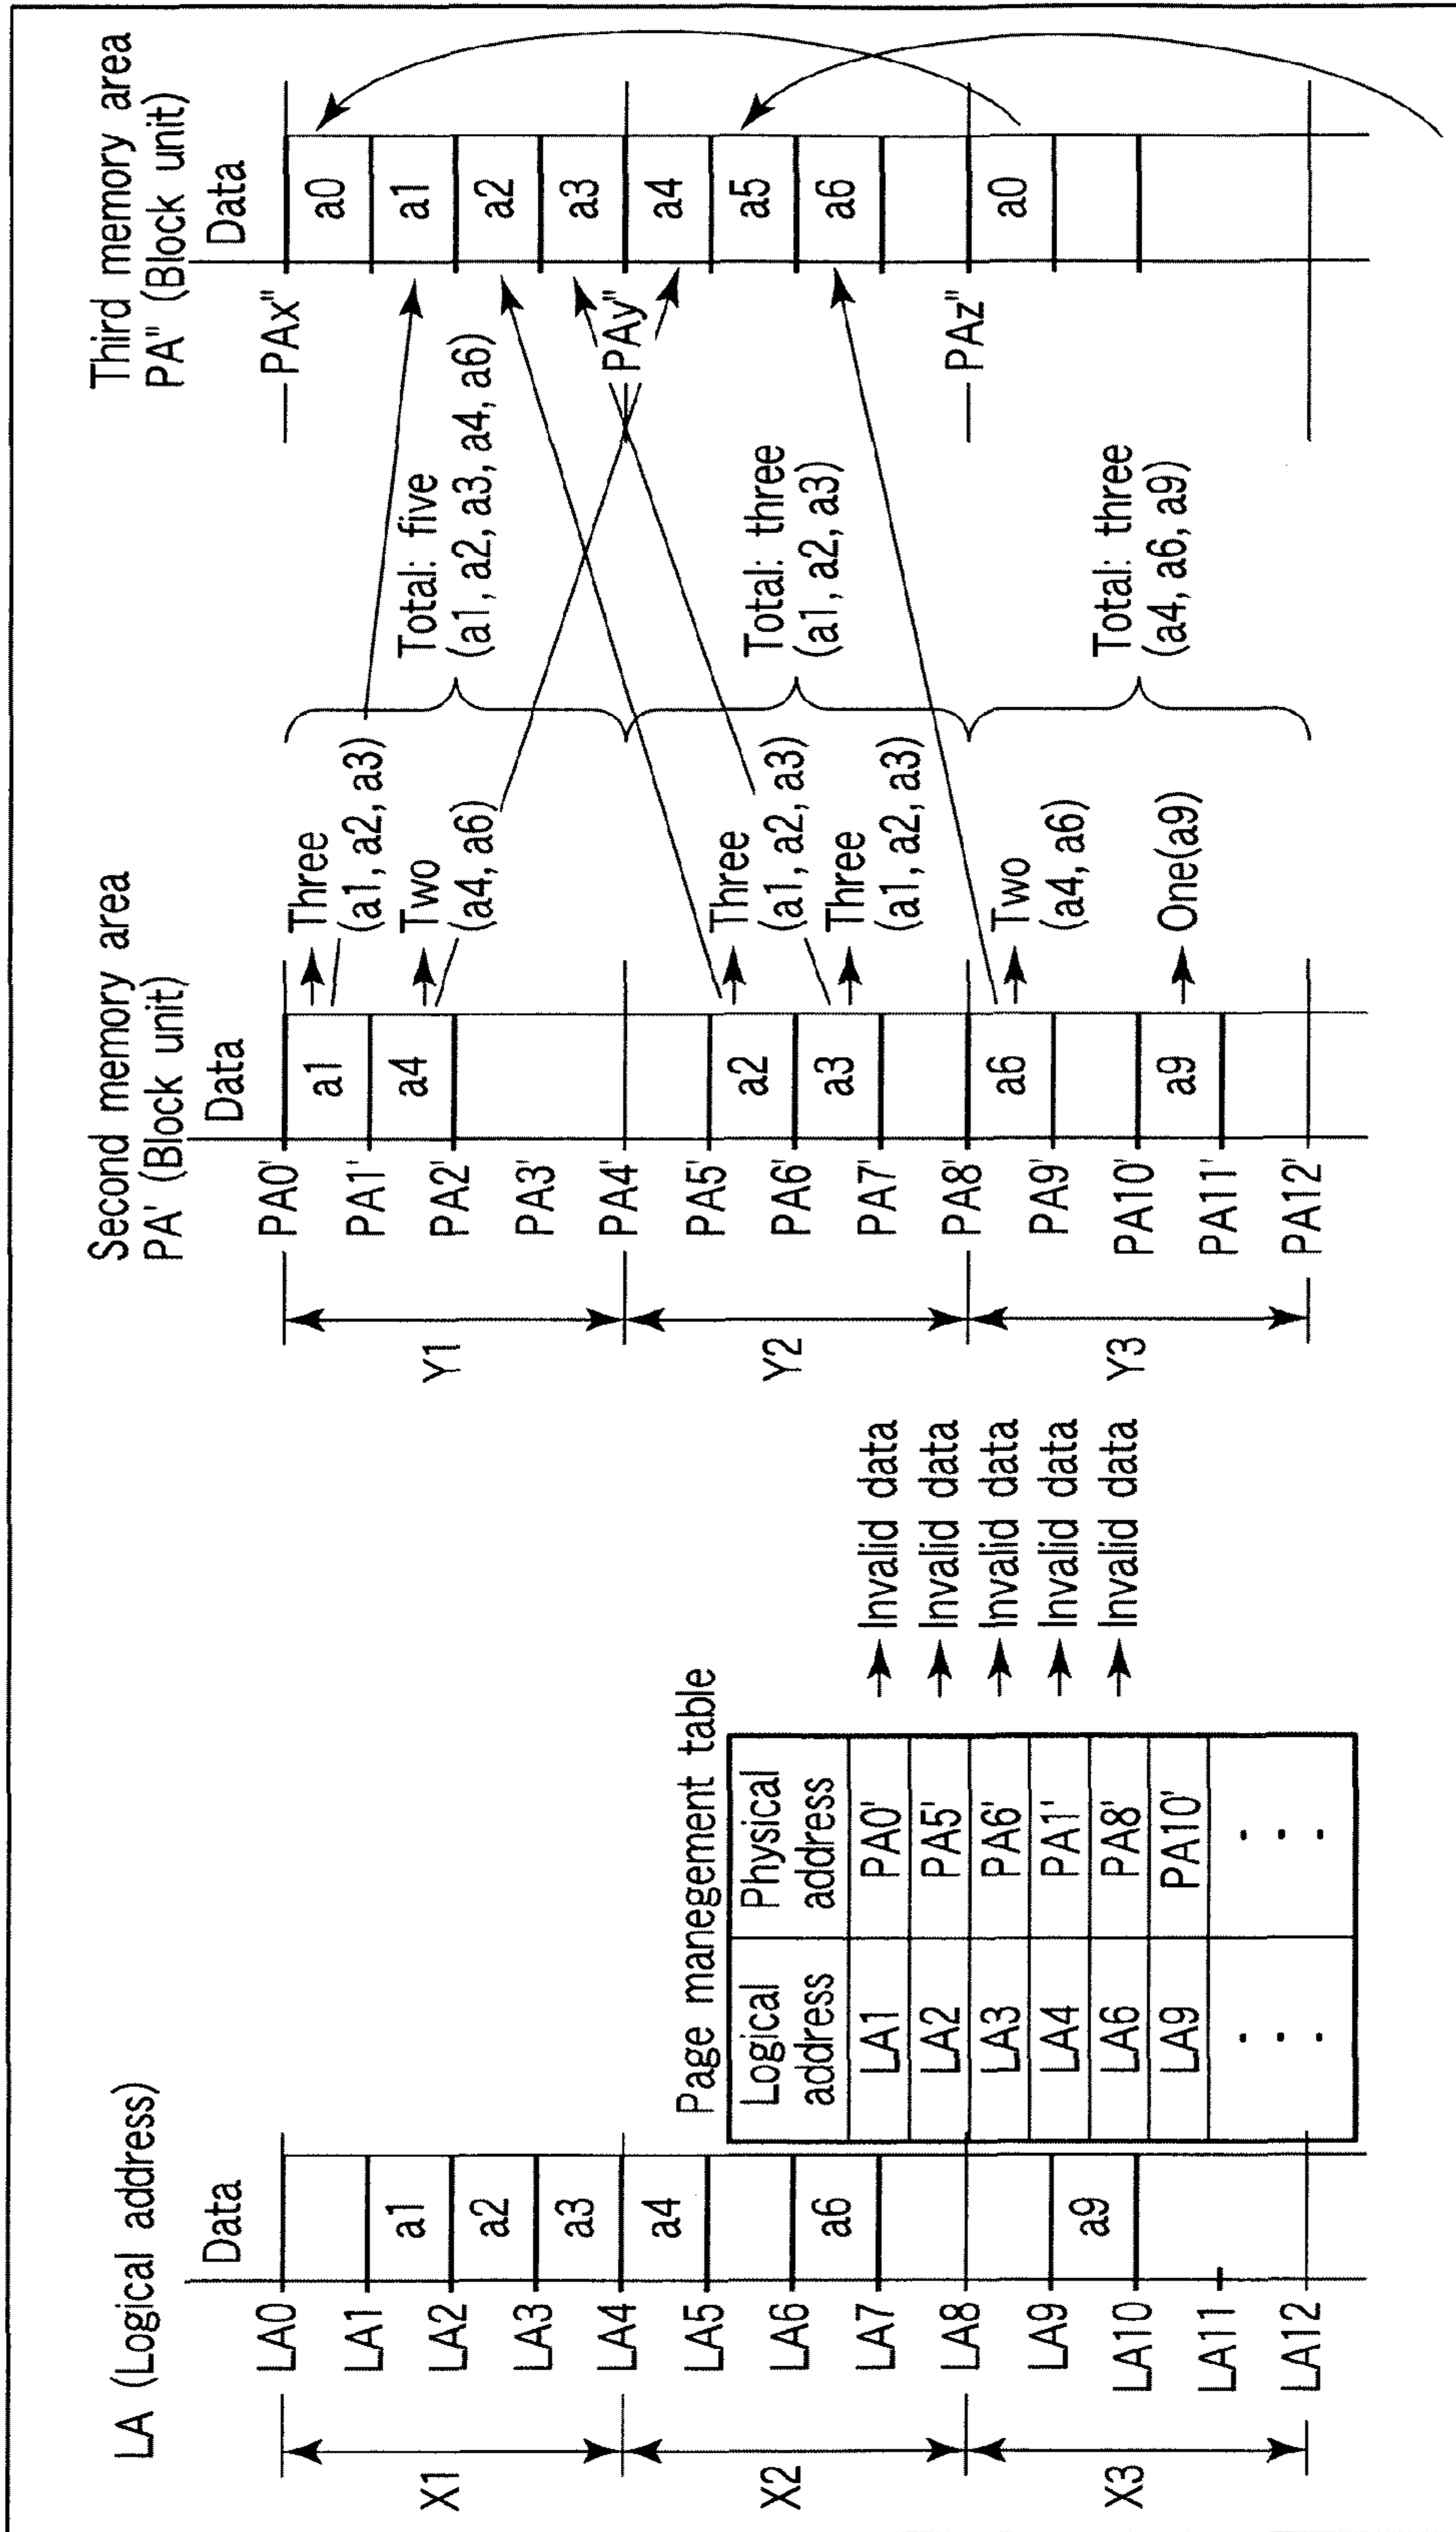 LA (Logical address)
Data
LA0
LA1
a1
LA2
a2
LA3
a3
LA4
a4
LA5
LA6
a6
LA7
LA8
LA9
a9
LA10
LA11
LA12
X1
X2
X3
Page manegement table
Logical address
Physical address
LA1 PA0'
LA2 PA5'
LA3 PA6'
LA4 PA1'
LA6 PA8'
LA9 PA10'
. . . . . .
Invalid data
Invalid data
Invalid data
Invalid data
Invalid data
Second memory area
PA' (Block unit)
Data
PA0'
a1
PA1'
a4
PA2'
PA3'
PA4'
PA5'
a2
PA6'
a3
PA7'
PA8'
a6
PA9'
PA10'
a9
PA11'
PA12'
Y1
Y2
Y3
Three
(a1, a2, a3)
Two
(a4, a6)
Three
(a1, a2, a3)
Three
(a1, a2, a3)
Two
(a4, a6)
One(a9)
Total: five
(a1, a2, a3, a4, a6)
Total: three
(a1, a2, a3)
Total: three
(a4, a6, a9)
Third memory area
PA" (Block unit)
Data
PAx"
a0
a1
a2
a3
PAy"
a4
a5
a6
PAz"
a0